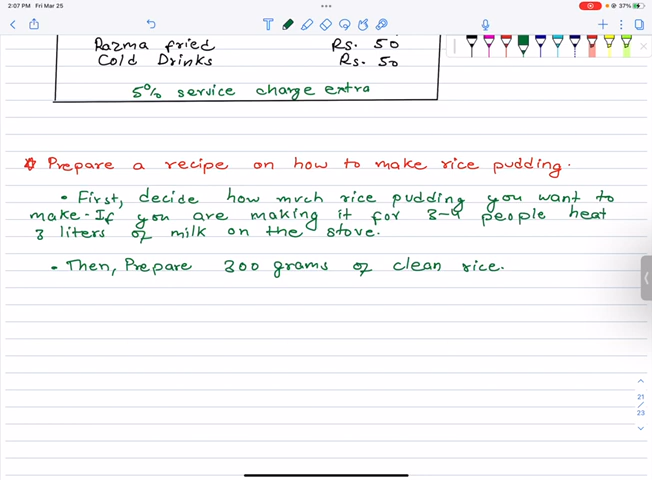 2:07 PM Fri Mar 25
37%
T
Razma fried Rs. 50
Cold Drinks Rs. 50
5% service charge extra
Prepare a recipe on how to make rice pudding.
• First, decide how much rice pudding you want to
make. If you are making it for 3-4 people heat
3 liters of milk on the stove.
• Then, Prepare 300 grams of clean rice.
21
/
23